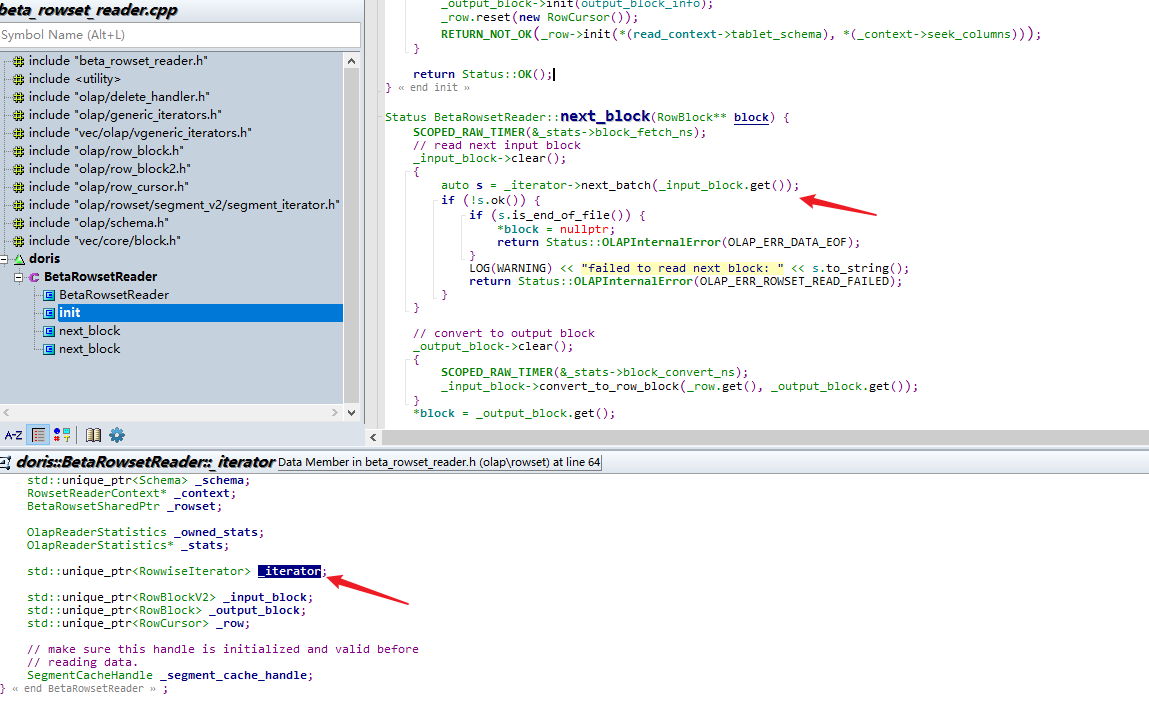 beta_rowset_reader.cpp
Symbol Name (Alt+L)
include "beta_rowset_reader.h"
include <utility>
include "olap/delete_handler.h"
include "olap/generic_iterators.h"
include "vec/olap/vgeneric_iterators.h"
include "olap/row_block.h"
include "olap/row_block2.h"
include "olap/row_cursor.h"
include "olap/rowset/segment_v2/segment_iterator.h"
include "olap/schema.h"
include "vec/core/block.h"
doris
BetaRowsetReader
BetaRowsetReader
init
next_block
next_block
A-Z
_output_block->init(output_block_info);
_row.reset(new RowCursor());
RETURN_NOT_OK(_row->init(*(read_context->tablet_schema), *(_context->seek_columns)));
}
return Status::OK();
} « end init »
Status BetaRowsetReader::next_block(RowBlock** block) {
SCOPED_RAW_TIMER(&_stats->block_fetch_ns);
// read next input block
_input_block->clear();
{
auto s = _iterator->next_batch(_input_block.get());
if (!s.ok()) {
if (s.is_end_of_file()) {
*block = nullptr;
return Status::OLAPInternalError(OLAP_ERR_DATA_EOF);
}
LOG(WARNING) << "failed to read next block: " << s.to_string();
return Status::OLAPInternalError(OLAP_ERR_ROWSET_READ_FAILED);
}
}
// convert to output block
_output_block->clear();
{
SCOPED_RAW_TIMER(&_stats->block_convert_ns);
_input_block->convert_to_row_block(_row.get(), _output_block.get());
}
*block = _output_block.get();
doris::BetaRowsetReader::_iterator Data Member in beta_rowset_reader.h (olap\rowset) at line 64
std::unique_ptr<Schema> _schema;
RowsetReaderContext* _context;
BetaRowsetSharedPtr _rowset;
OlapReaderStatistics _owned_stats;
OlapReaderStatistics* _stats;
std::unique_ptr<RowwiseIterator> _iterator;
std::unique_ptr<RowBlockV2> _input_block;
std::unique_ptr<RowBlock> _output_block;
std::unique_ptr<RowCursor> _row;
// make sure this handle is initialized and valid before
// reading data.
SegmentCacheHandle _segment_cache_handle;
} « end BetaRowsetReader » ;